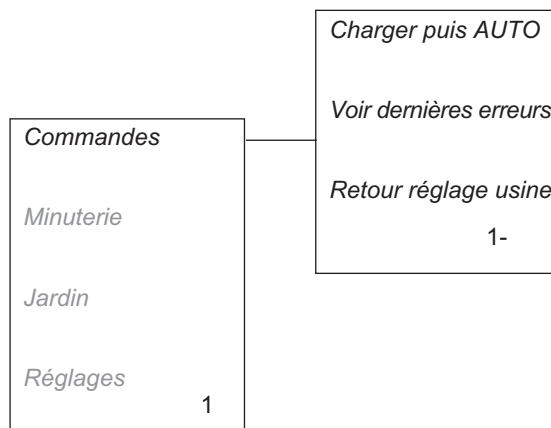 Charger puis AUTO
Voir dernières erreurs
Retour réglage usine
1-
Commandes
Minuterie
Jardin
Réglages
1